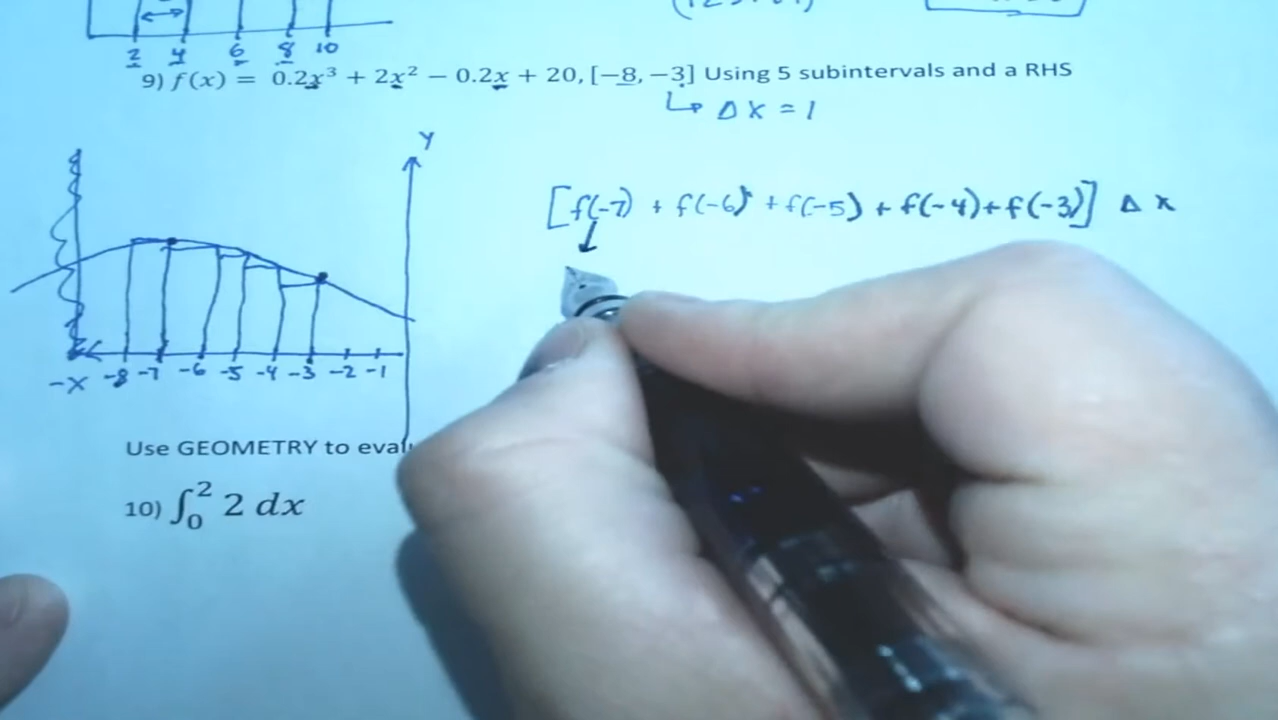 2 4 6 8 10
9) f(x) = 0.2x³ + 2x² − 0.2x + 20, [−8, −3] Using 5 subintervals and a RHS
↳ Δx = 1
y
[f(-7) + f(-6) + f(-5) + f(-4) + f(-3)] Δx
-x -8 -7 -6 -5 -4 -3 -2 -1
Use GEOMETRY to eval
10) ∫₀² 2 dx